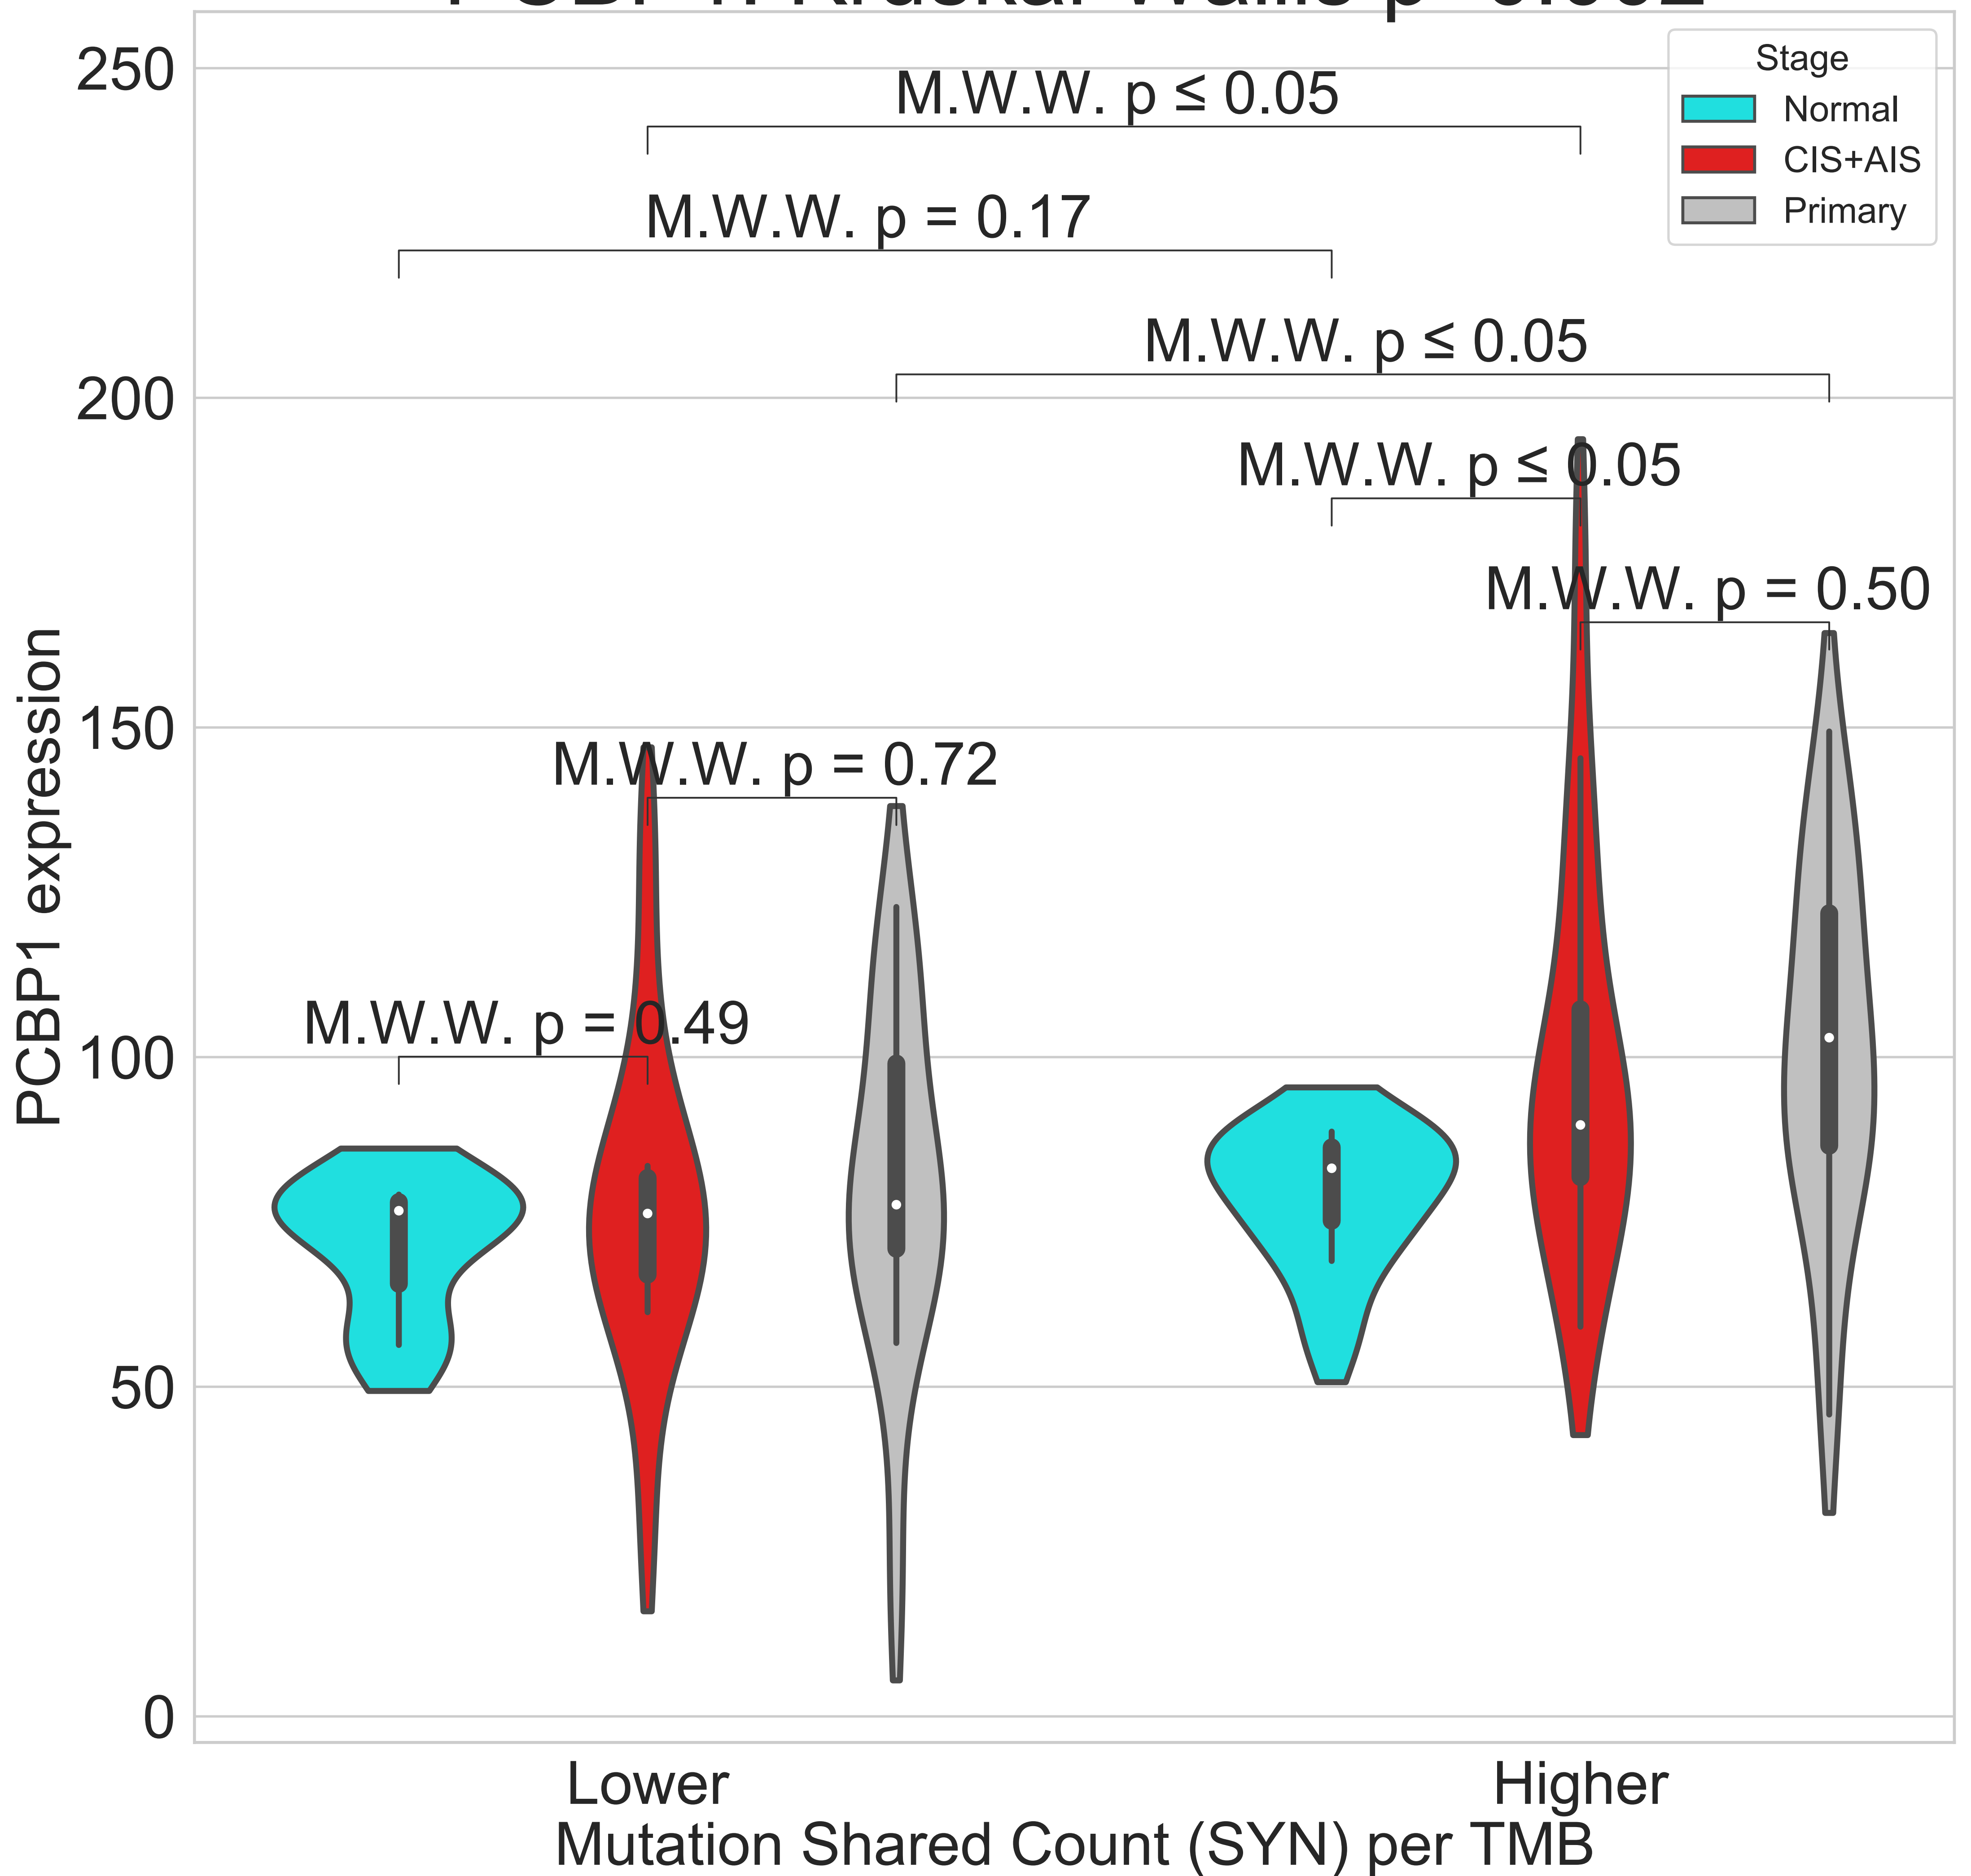 250
200
150
100
50
0
PCBP1 expression
M.W.W. p ≤ 0.05
M.W.W. p = 0.17
M.W.W. p ≤ 0.05
M.W.W. p ≤ 0.05
M.W.W. p = 0.50
M.W.W. p = 0.72
M.W.W. p = 0.49
Stage
Normal
CIS+AIS
Primary
Lower
Higher
Mutation Shared Count (SYN) per TMB